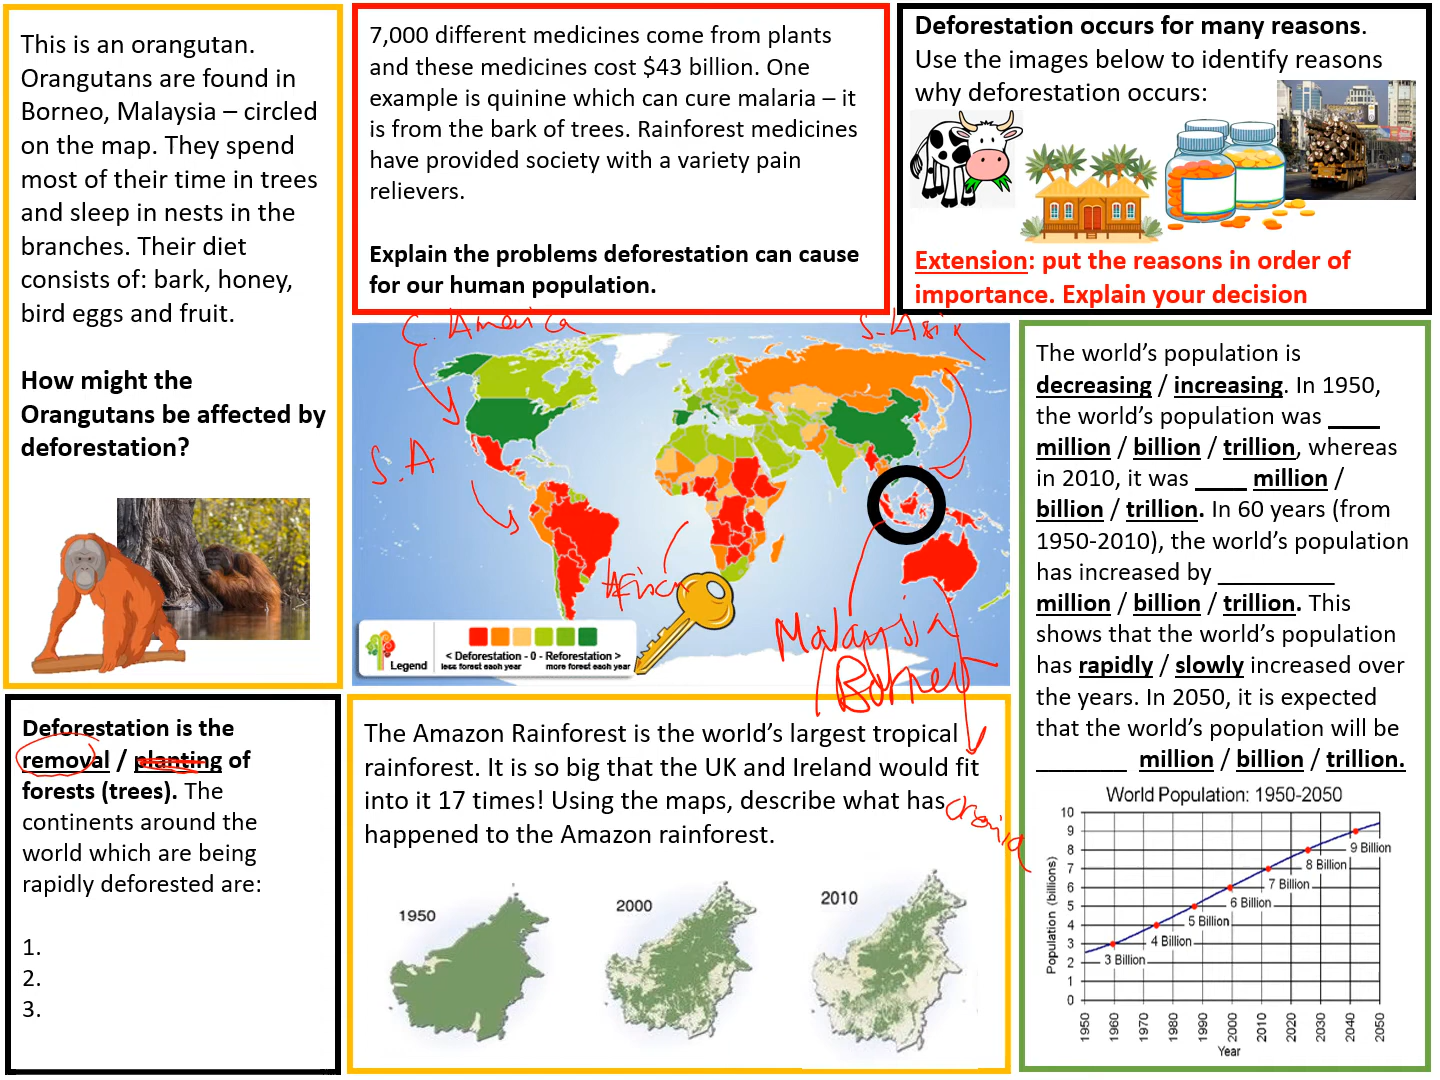 This is an orangutan.
Orangutans are found in
Borneo, Malaysia – circled
on the map. They spend
most of their time in trees
and sleep in nests in the
branches. Their diet
consists of: bark, honey,
bird eggs and fruit.
How might the
Orangutans be affected by
deforestation?
7,000 different medicines come from plants
and these medicines cost $43 billion. One
example is quinine which can cure malaria – it
is from the bark of trees. Rainforest medicines
have provided society with a variety pain
relievers.
Explain the problems deforestation can cause
for our human population.
Deforestation occurs for many reasons.
Use the images below to identify reasons
why deforestation occurs:
Extension: put the reasons in order of
importance. Explain your decision
America
S. Asia
S. A
Africa
Malaysia
Borneo
Legend
< Deforestation - 0 - Reforestation >
less forest each year
more forest each year
The world's population is
decreasing / increasing. In 1950,
the world's population was ____
million / billion / trillion, whereas
in 2010, it was ____ million /
billion / trillion. In 60 years (from
1950-2010), the world's population
has increased by _________
million / billion / trillion. This
shows that the world's population
has rapidly / slowly increased over
the years. In 2050, it is expected
that the world's population will be
_______ million / billion / trillion.
World Population: 1950-2050
Population (billions)
10
9
8
7
6
5
4
3
2
1
0
3 Billion
4 Billion
5 Billion
6 Billion
7 Billion
8 Billion
9 Billion
1950
1960
1970
1980
1990
2000
2010
2020
2030
2040
2050
Year
Deforestation is the
removal / planting of
forests (trees). The
continents around the
world which are being
rapidly deforested are:
1.
2.
3.
The Amazon Rainforest is the world's largest tropical
rainforest. It is so big that the UK and Ireland would fit
into it 17 times! Using the maps, describe what has
happened to the Amazon rainforest.
1950
2000
2010